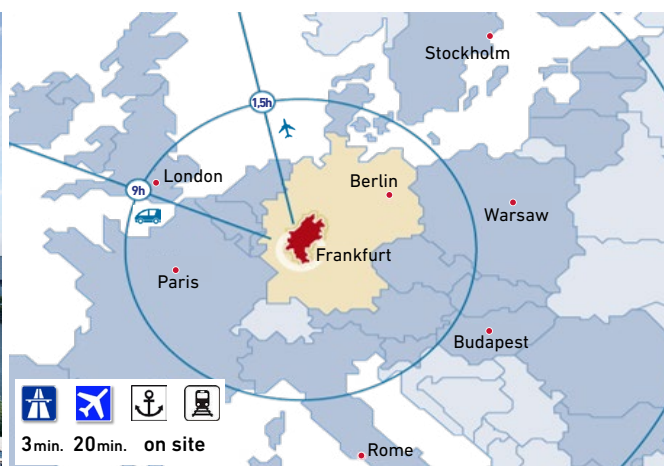 Stockholm
1,5h
London
Berlin
9h
Warsaw
Frankfurt
Paris
Budapest
3min. 20min. on site
Rome